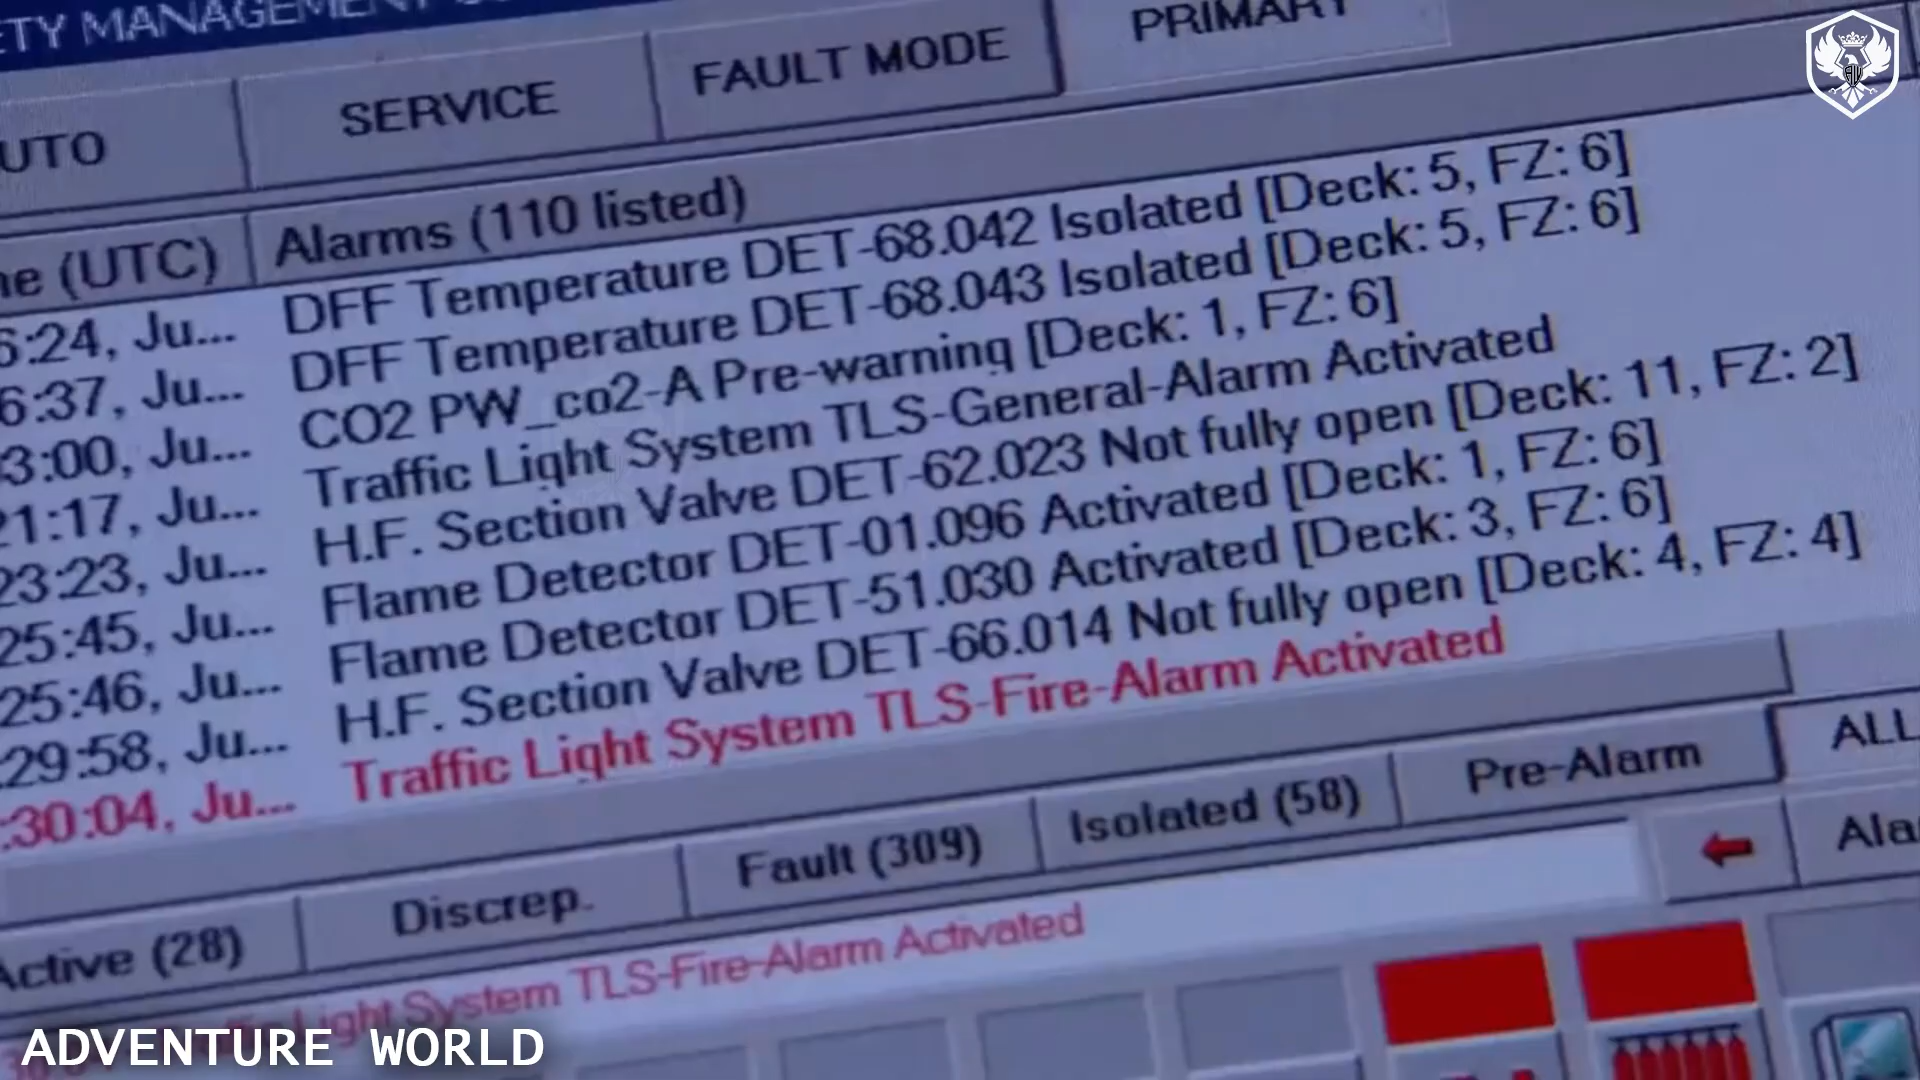 ETY MANAGEMENT
UTO SERVICE FAULT MODE PRIMARY
ne (UTC) Alarms (110 listed)
6:24, Ju... DFF Temperature DET-68.042 Isolated [Deck: 5, FZ: 6]
6:37, Ju... DFF Temperature DET-68.043 Isolated [Deck: 5, FZ: 6]
3:00, Ju... CO2 PW_co2-A Pre-warning [Deck: 1, FZ: 6]
21:17, Ju... Traffic Light System TLS-General-Alarm Activated
23:23, Ju... H.F. Section Valve DET-62.023 Not fully open [Deck: 11, FZ: 2]
25:45, Ju... Flame Detector DET-01.096 Activated [Deck: 1, FZ: 6]
25:46, Ju... Flame Detector DET-51.030 Activated [Deck: 3, FZ: 6]
:29:58, Ju... H.F. Section Valve DET-66.014 Not fully open [Deck: 4, FZ: 4]
:30:04, Ju... Traffic Light System TLS-Fire-Alarm Activated
Active (28) Discrep. Fault (309) Isolated (58) Pre-Alarm ALL
Ala
Light System TLS-Fire-Alarm Activated
ADVENTURE WORLD